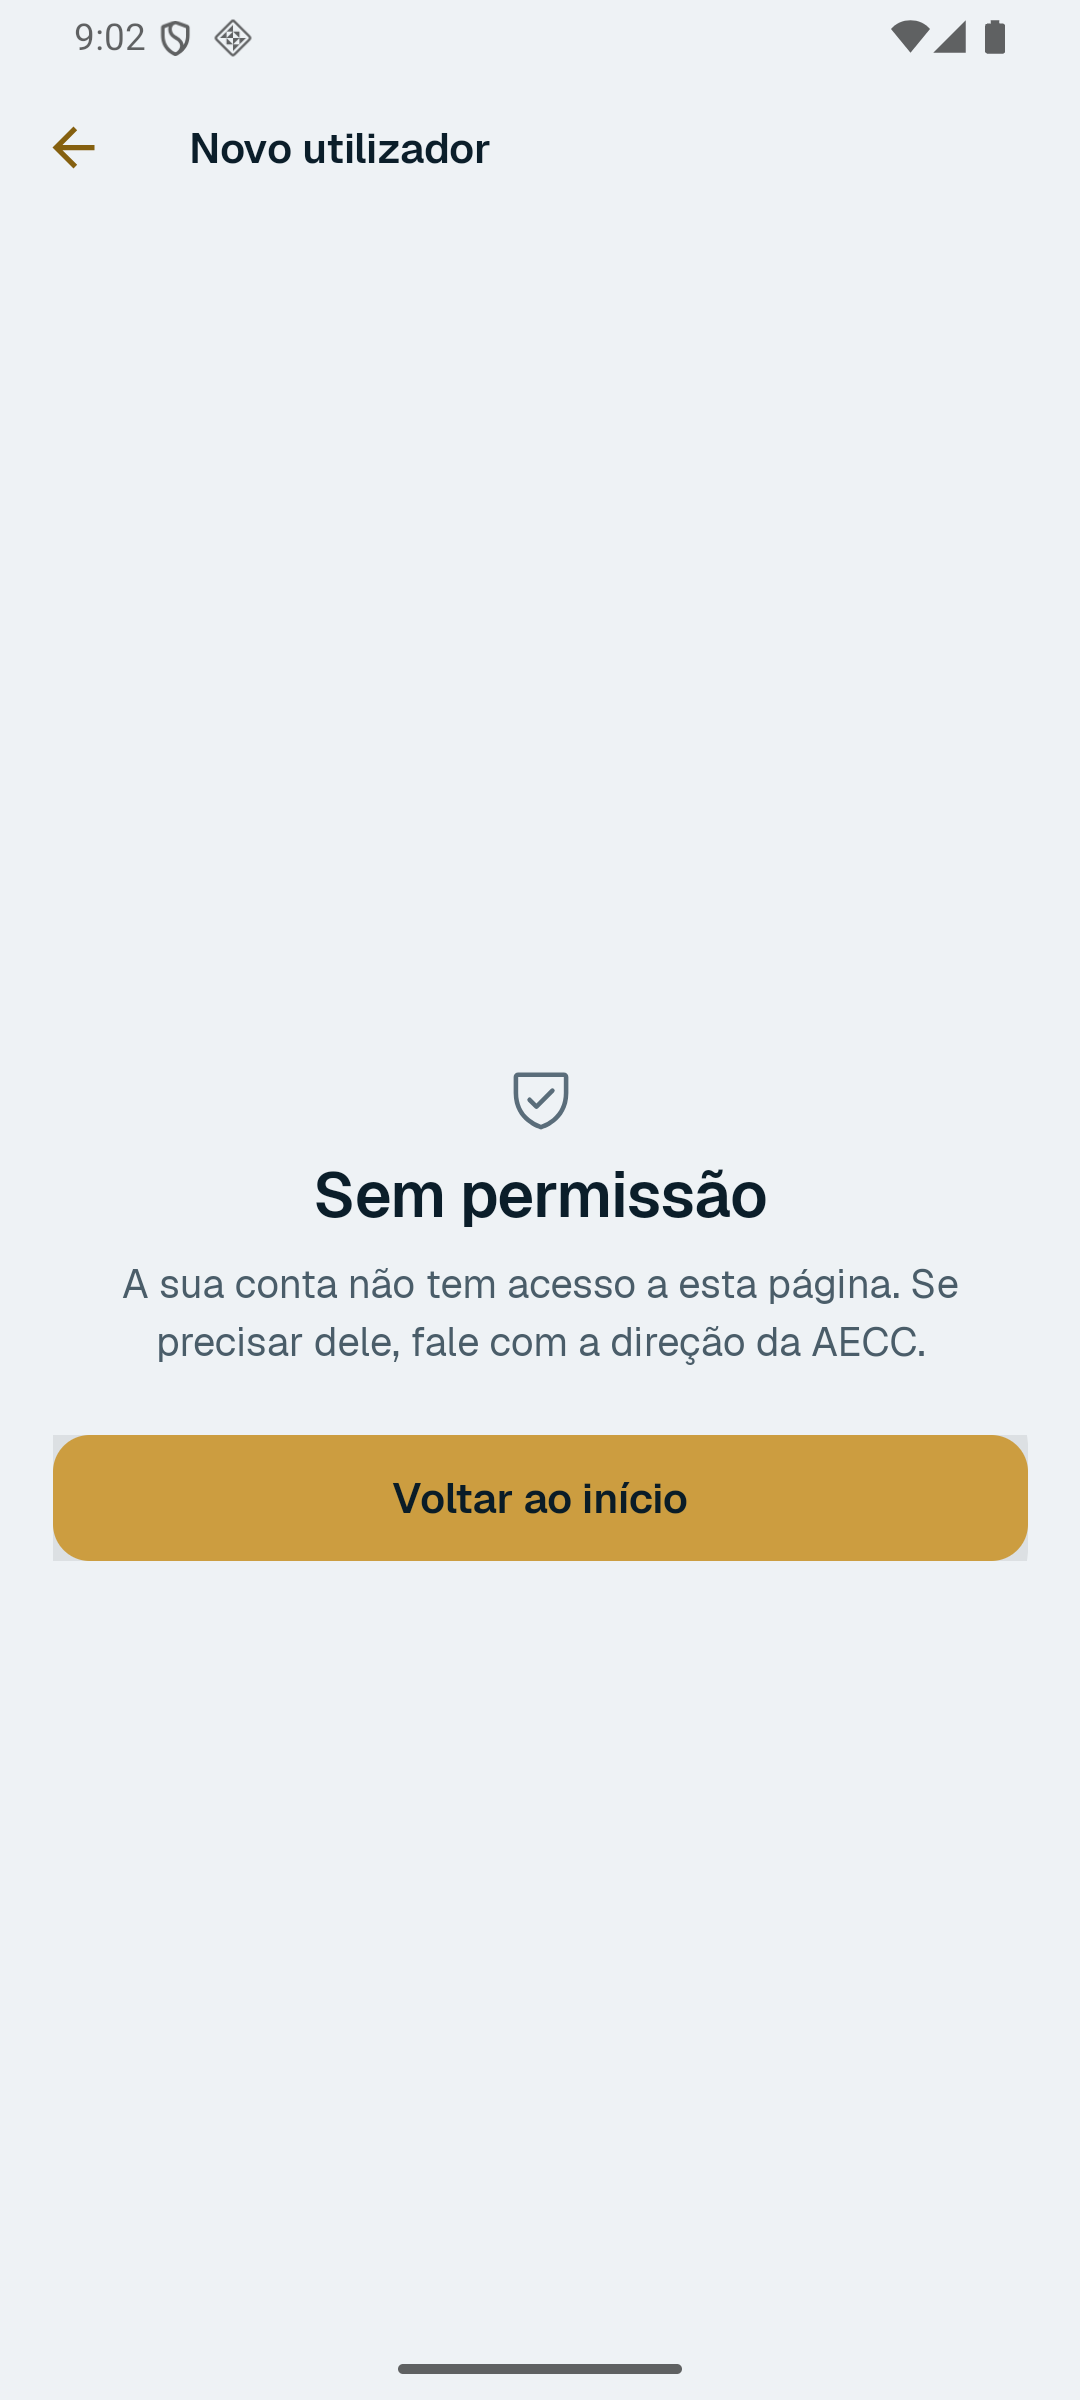 9:02
Novo utilizador
Sem permissão
A sua conta não tem acesso a esta página. Se
precisar dele, fale com a direção da AECC.
Voltar ao início